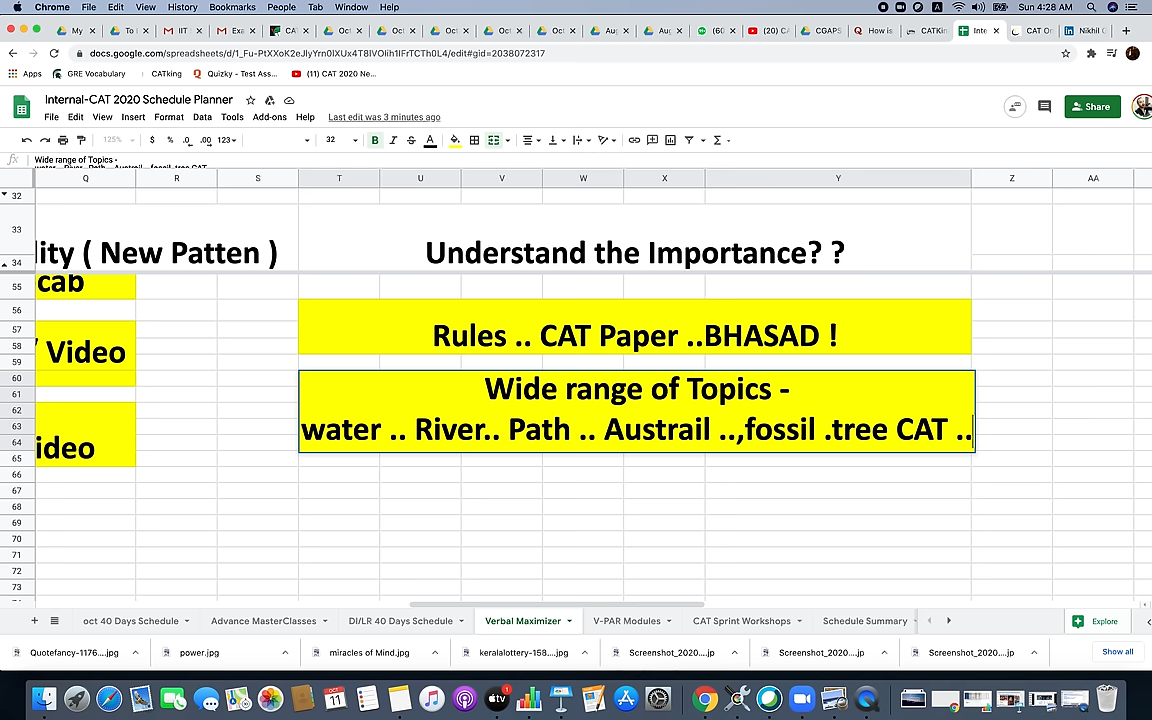 Chrome File Edit View History Bookmarks People Tab Window Help Sun 4:28 AM
docs.google.com/spreadsheets/d/1_Fu-PtXXoK2eJlyYrn0lXUx4T8IVOIih1IFrTCTh0L4/edit#gid=2038072317
Apps GRE Vocabulary CATking Quizky - Test Ass... (11) CAT 2020 Ne...
Internal-CAT 2020 Schedule Planner
File Edit View Insert Format Data Tools Add-ons Help Last edit was 3 minutes ago
Share
125% $ % .0 .00 123 32 B I S A
Wide range of Topics -
Q R S T U V W X Y Z AA
32
33
34
lity ( New Patten ) Understand the Importance? ?
55
cab
56
57
58
59
Video
Rules .. CAT Paper ..BHASAD !
60
61
62
63
64
65
ideo
Wide range of Topics -
water .. River.. Path .. Austrail ..,fossil .tree CAT ..
66
67
68
69
70
71
72
73
oct 40 Days Schedule Advance MasterClasses DI/LR 40 Days Schedule Verbal Maximizer V-PAR Modules CAT Sprint Workshops Schedule Summary Explore
Quotefancy-1176....jpg power.jpg miracles of Mind.jpg keralalottery-158....jpg Screenshot_2020....jp Screenshot_2020....jp Screenshot_2020....jp Show all